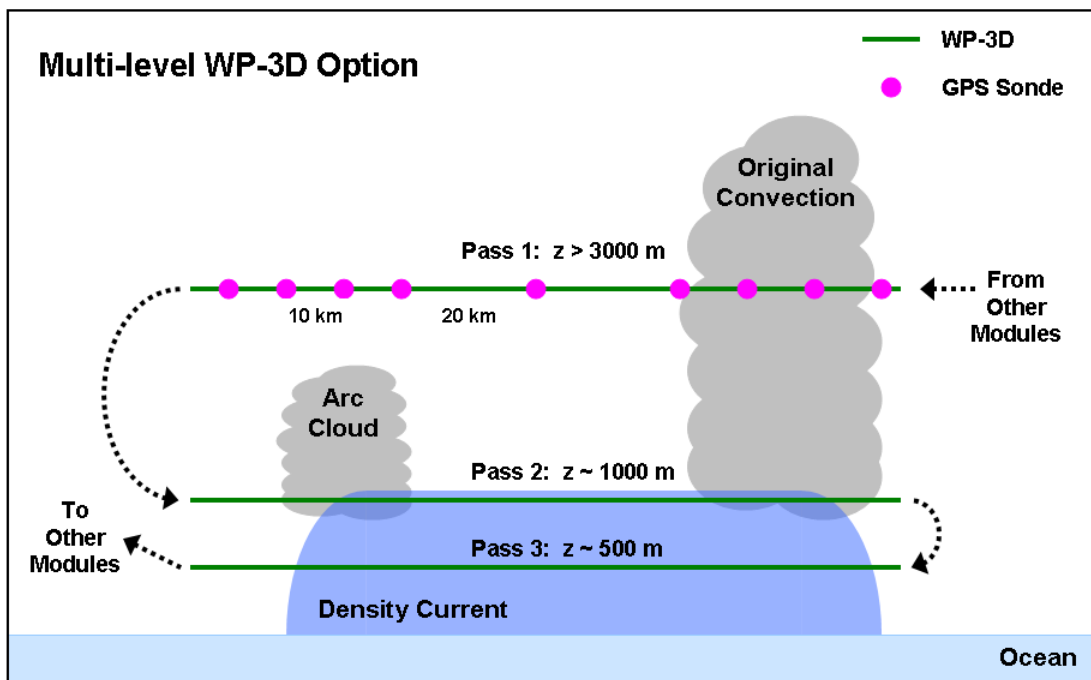 Multi-level WP-3D Option
WP-3D
GPS Sonde
Original
Convection
Pass 1:  z > 3000 m
From
Other
Modules
10 km
20 km
Arc
Cloud
Pass 2:  z ~ 1000 m
To
Other
Modules
Pass 3:  z ~ 500 m
Density Current
Ocean